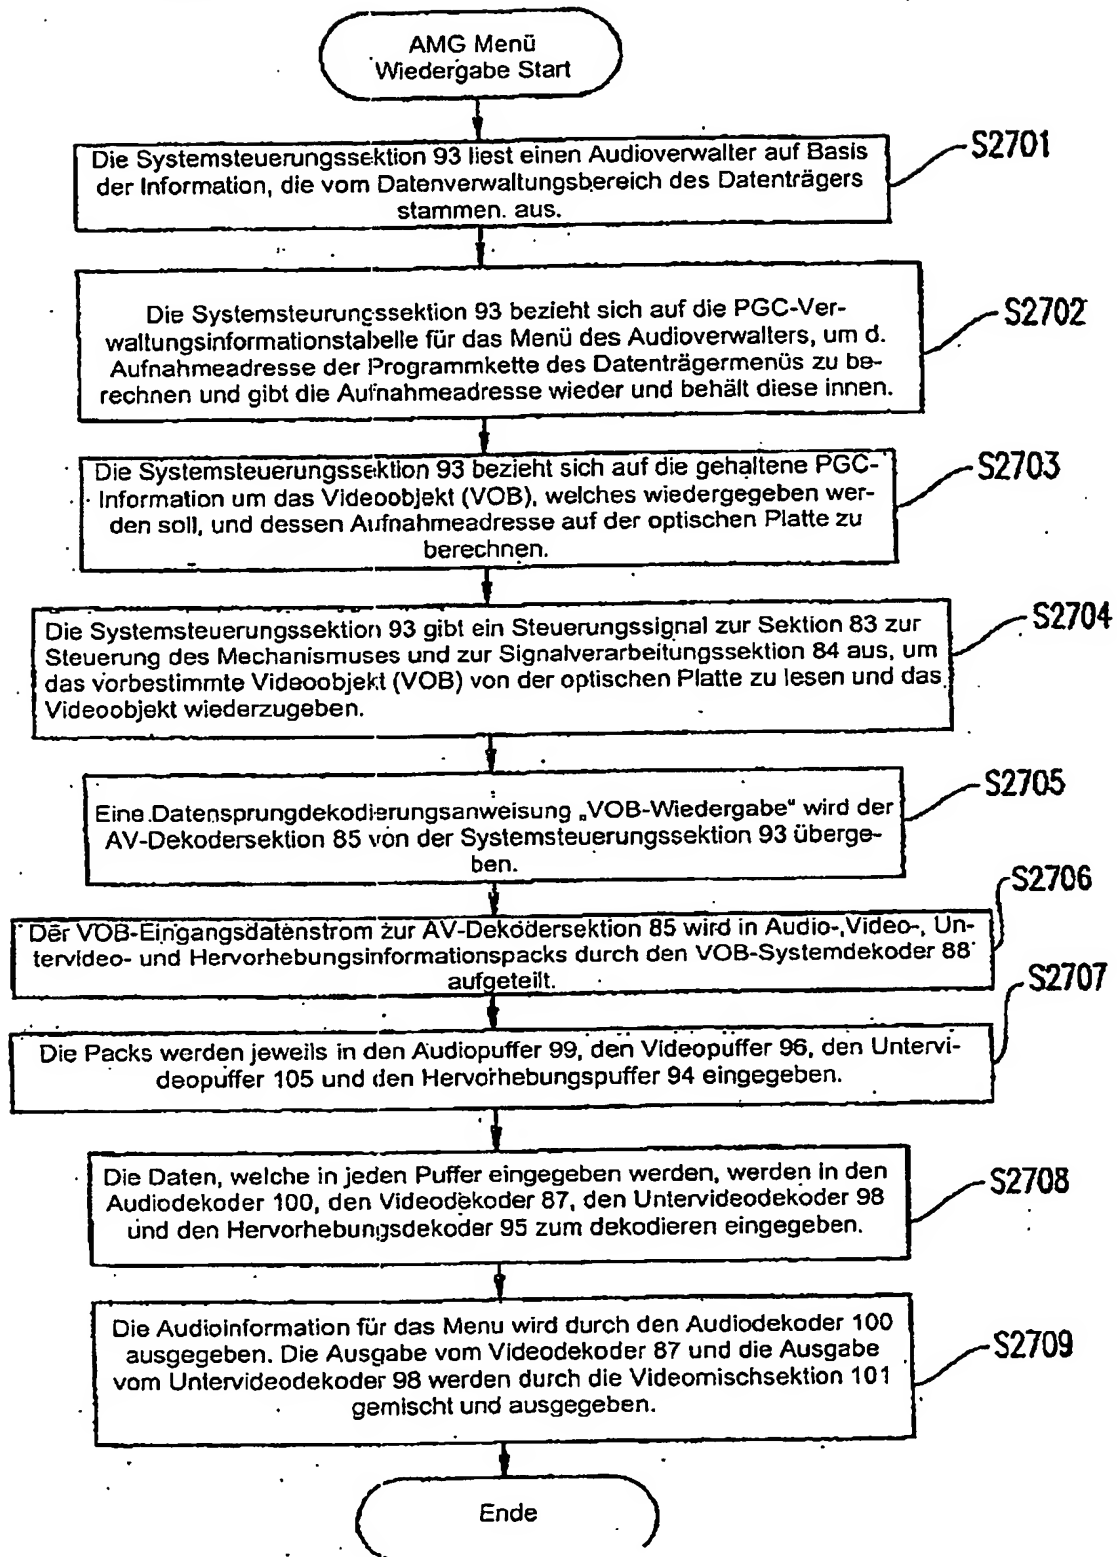 AMG Menü
Wiedergabe Start
Die Systemsteuerungssektion 93 liest einen Audioverwalter auf Basis
der Information, die vom Datenverwaltungsbereich des Datenträgers
stammen. aus.
S2701
Die Systemsteurungssektion 93 bezieht sich auf die PGC-Ver-
waltungsinformationstabelle für das Menü des Audioverwalters, um d.
Aufnahmeadresse der Programmkette des Datenträgermenüs zu be-
rechnen und gibt die Aufnahmeadresse wieder und behält diese innen.
S2702
Die Systemsteuerungssektion 93 bezieht sich auf die gehaltene PGC-
Information um das Videoobjekt (VOB), welches wiedergegeben wer-
den soll, und dessen Aufnahmeadresse auf der optischen Platte zu
berechnen.
S2703
Die Systemsteuerungssektion 93 gibt ein Steuerungssignal zur Sektion 83 zur
Steuerung des Mechanismuses und zur Signalverarbeitungssektion 84 aus, um
das vorbestimmte Videoobjekt (VOB) von der optischen Platte zu lesen und das
Videoobjekt wiederzugeben.
S2704
Eine Datensprungdekodierungsanweisung „VOB-Wiedergabe“ wird der
AV-Dekodersektion 85 von der Systemsteuerungssektion 93 überge-
ben.
S2705
Der VOB-Eingangsdatenstrom zur AV-Dekodersektion 85 wird in Audio-,Video-, Un-
tervideo- und Hervorhebungsinformationspacks durch den VOB-Systemdekoder 88
aufgeteilt.
S2706
Die Packs werden jeweils in den Audiopuffer 99, den Videopuffer 96, den Untervi-
deopuffer 105 und den Hervorhebungspuffer 94 eingegeben.
S2707
Die Daten, welche in jeden Puffer eingegeben werden, werden in den
Audiodekoder 100, den Videodekoder 87, den Untervideodekoder 98
und den Hervorhebungsdekoder 95 zum dekodieren eingegeben.
S2708
Die Audioinformation für das Menu wird durch den Audiodekoder 100
ausgegeben. Die Ausgabe vom Videodekoder 87 und die Ausgabe
vom Untervideodekoder 98 werden durch die Videomischsektion 101
gemischt und ausgegeben.
S2709
Ende